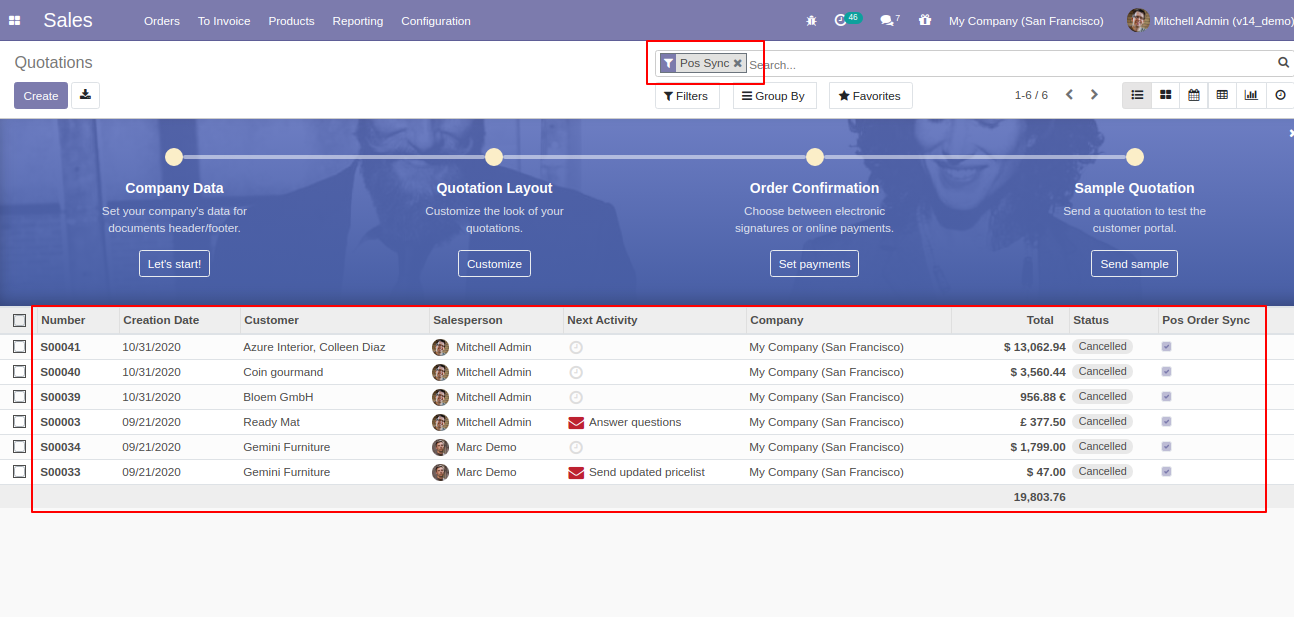 Sales Orders To Invoice Products Reporting Configuration 46 7 My Company (San Francisco) Mitchell Admin (v14_demo)
Quotations Pos Sync Search...
Create Filters Group By Favorites 1-6 / 6
Company Data Quotation Layout Order Confirmation Sample Quotation
Set your company's data for Customize the look of your Choose between electronic Send a quotation to test the
documents header/footer. quotations. signatures or online payments. customer portal.
Let's start! Customize Set payments Send sample
Number Creation Date Customer Salesperson Next Activity Company Total Status Pos Order Sync
S00041 10/31/2020 Azure Interior, Colleen Diaz Mitchell Admin My Company (San Francisco) $ 13,062.94 Cancelled
S00040 10/31/2020 Coin gourmand Mitchell Admin My Company (San Francisco) $ 3,560.44 Cancelled
S00039 10/31/2020 Bloem GmbH Mitchell Admin My Company (San Francisco) 956.88 € Cancelled
S00003 09/21/2020 Ready Mat Mitchell Admin Answer questions My Company (San Francisco) £ 377.50 Cancelled
S00034 09/21/2020 Gemini Furniture Marc Demo My Company (San Francisco) $ 1,799.00 Cancelled
S00033 09/21/2020 Gemini Furniture Marc Demo Send updated pricelist My Company (San Francisco) $ 47.00 Cancelled
19,803.76